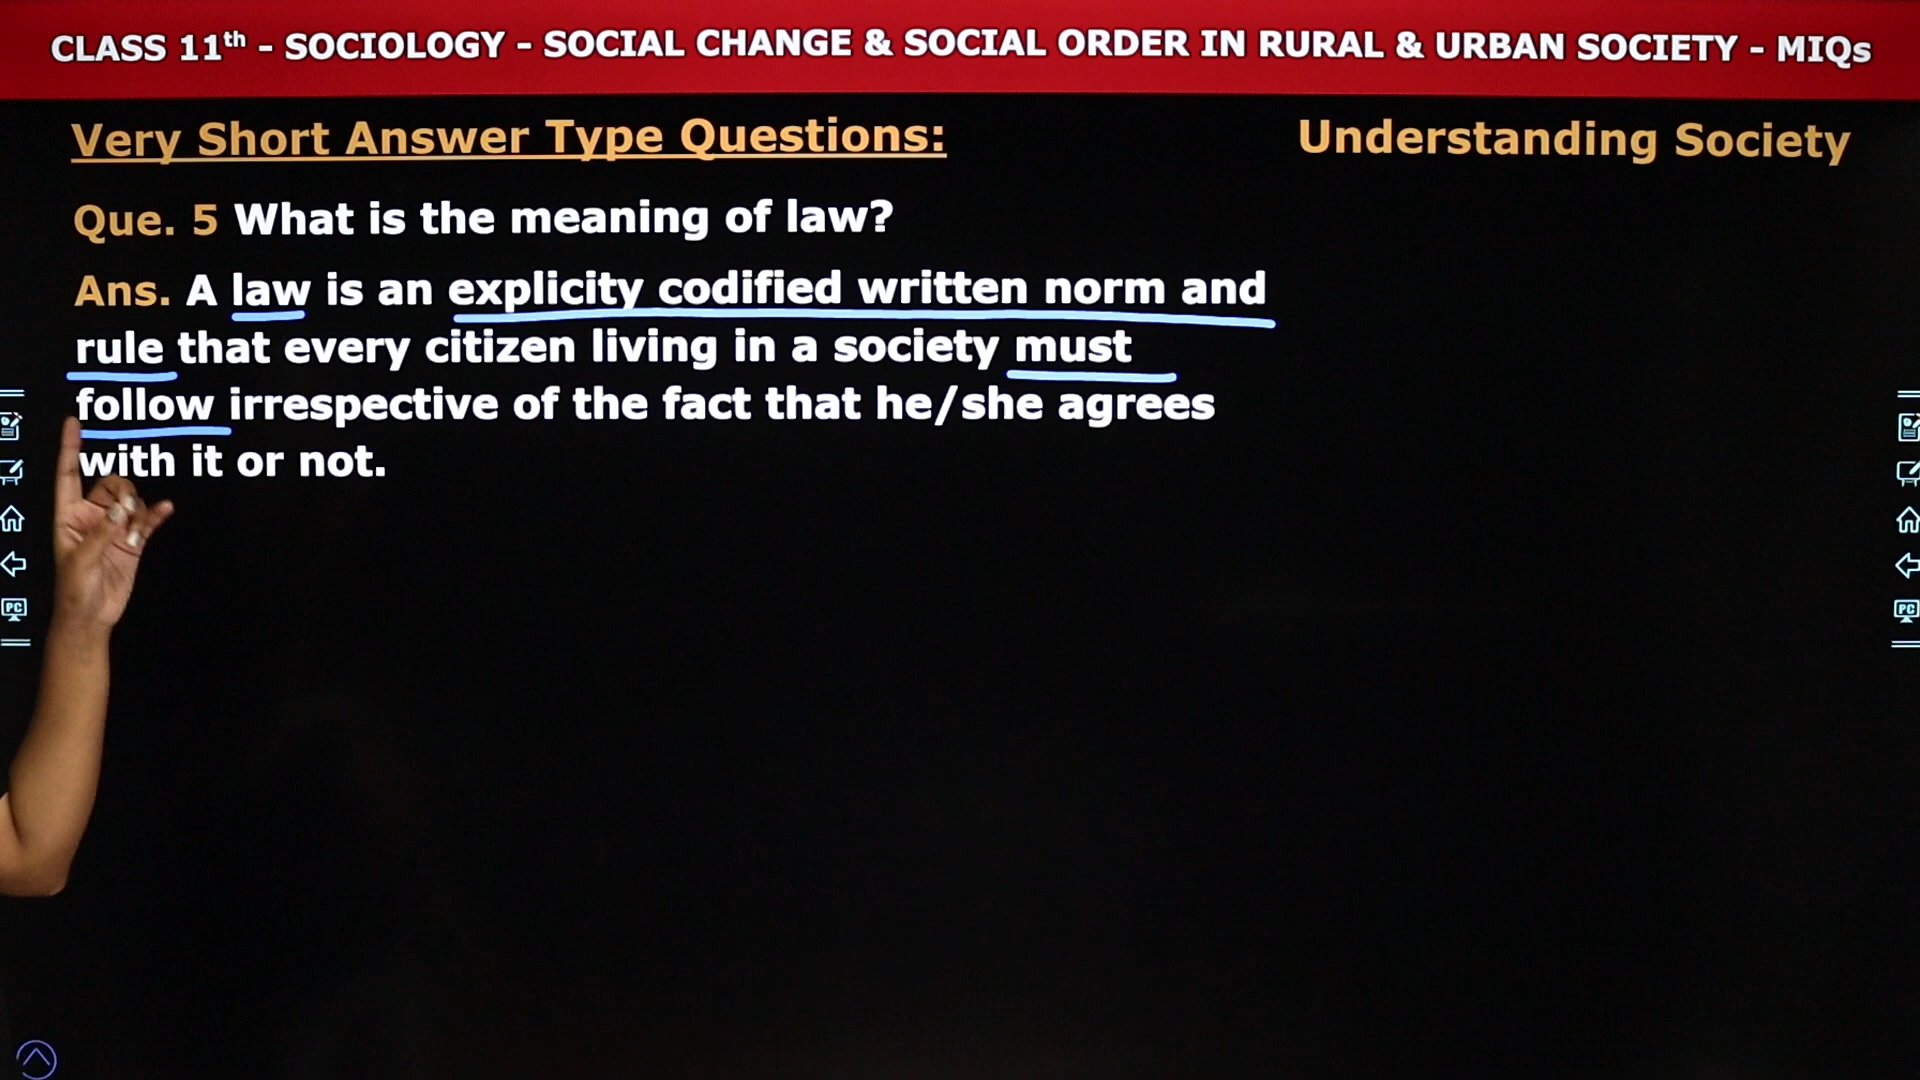 CLASS 11th - SOCIOLOGY - SOCIAL CHANGE & SOCIAL ORDER IN RURAL & URBAN SOCIETY - MIQs
Very Short Answer Type Questions:
Understanding Society
Que. 5 What is the meaning of law?
Ans. A law is an explicity codified written norm and
rule that every citizen living in a society must
follow irrespective of the fact that he/she agrees
with it or not.
PC
PC